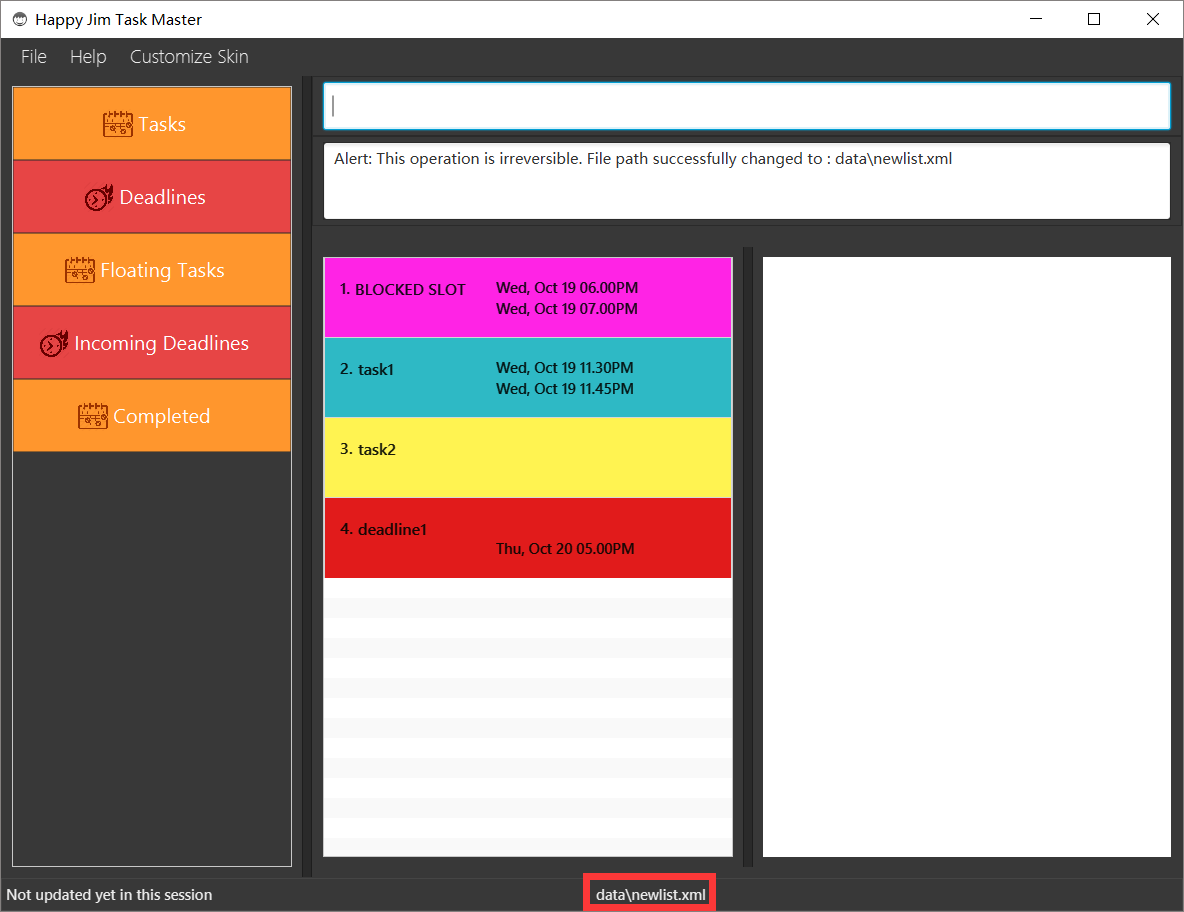 Happy Jim Task Master
File Help Customize Skin
Tasks
Deadlines
Floating Tasks
Incoming Deadlines
Completed
Alert: This operation is irreversible. File path successfully changed to : data\newlist.xml
1. BLOCKED SLOT
Wed, Oct 19 06.00PM
Wed, Oct 19 07.00PM
2. task1
Wed, Oct 19 11.30PM
Wed, Oct 19 11.45PM
3. task2
4. deadline1
Thu, Oct 20 05.00PM
Not updated yet in this session
data\newlist.xml